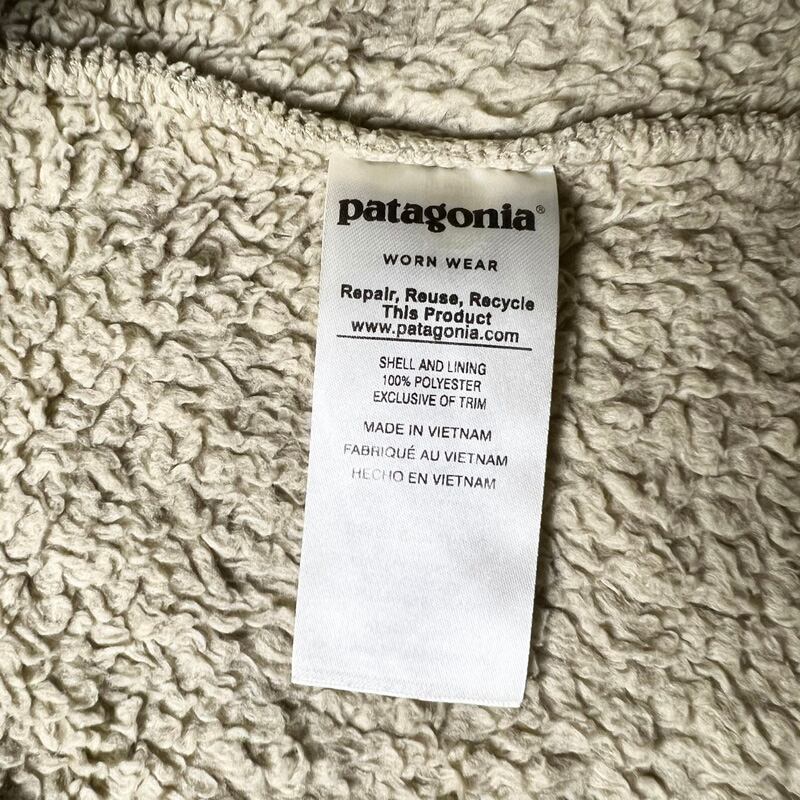 patagonia®
WORN WEAR
Repair, Reuse, Recycle
This Product
www.patagonia.com
SHELL AND LINING
100% POLYESTER
EXCLUSIVE OF TRIM
MADE IN VIETNAM
FABRIQUÉ AU VIETNAM
HECHO EN VIETNAM